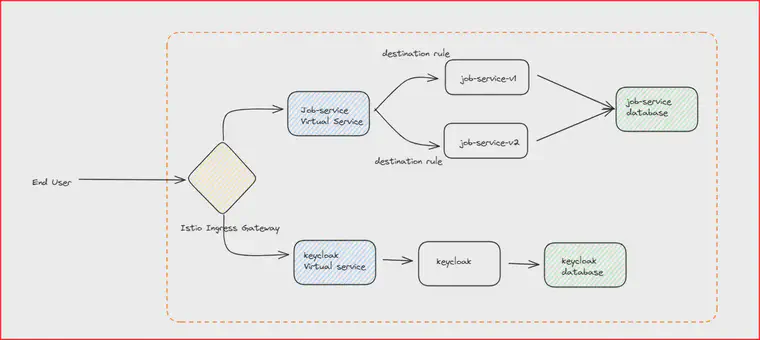 destination rule
job-service-v1
Job-service
Virtual Service
job-service
database
job-service-v2
destination rule
End User
Istio Ingress Gateway
keycloak
Virtual service
keycloak
keycloak
database